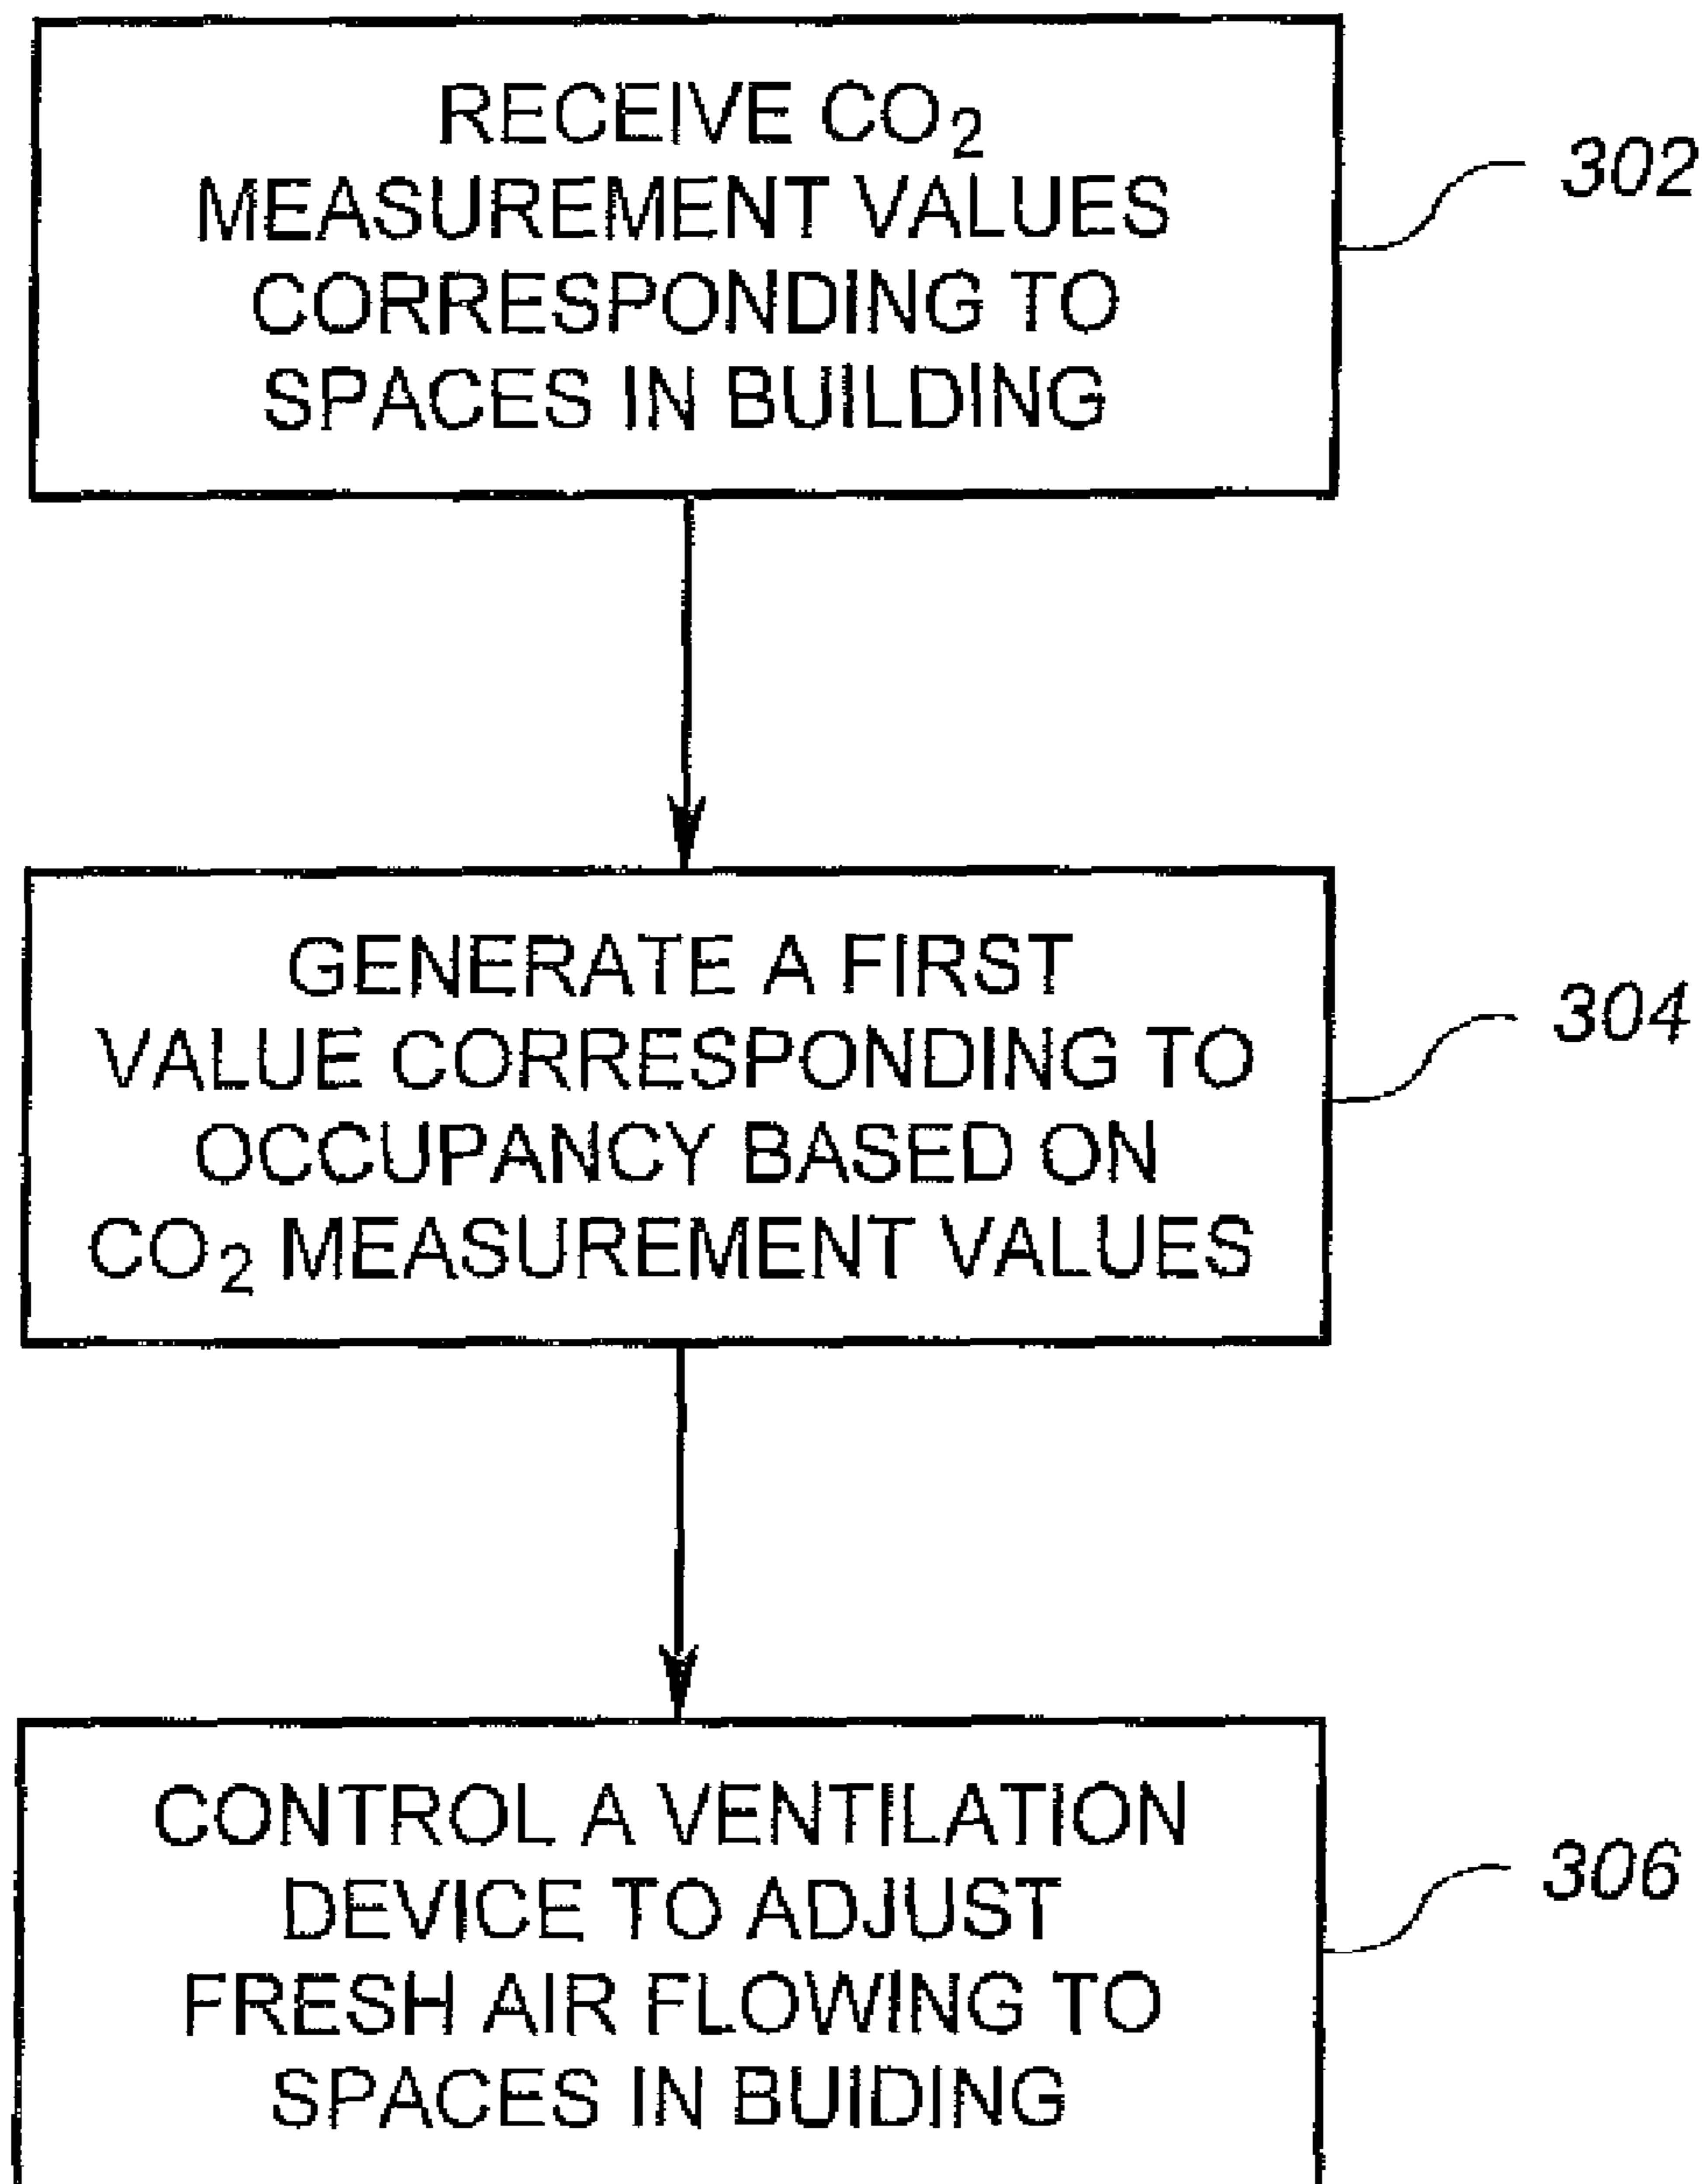 RECEIVE CO₂
MEASUREMENT VALUES
CORRESPONDING TO
SPACES IN BUILDING
302
GENERATE A FIRST
VALUE CORRESPONDING TO
OCCUPANCY BASED ON
CO₂ MEASUREMENT VALUES
304
CONTROL A VENTILATION
DEVICE TO ADJUST
FRESH AIR FLOWING TO
SPACES IN BUIDING
306